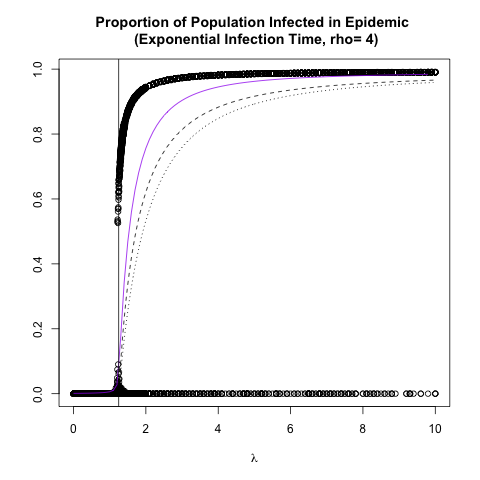 Proportion of Population Infected in Epidemic
(Exponential Infection Time, rho= 4)
1.0
0.8
0.6
0.4
0.2
0.0
0 2 4 6 8 10
λ